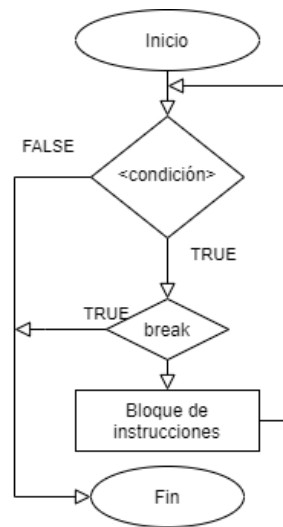 Inicio
FALSE
<condición>
TRUE
TRUE
break
Bloque de
instrucciones
Fin